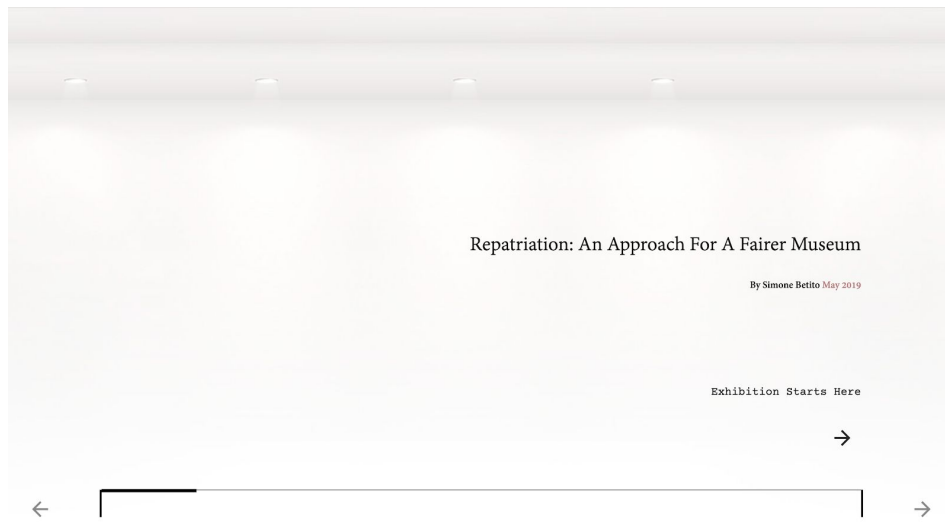 Repatriation: An Approach For A Fairer Museum
By Simone Betito May 2019
Exhibition Starts Here